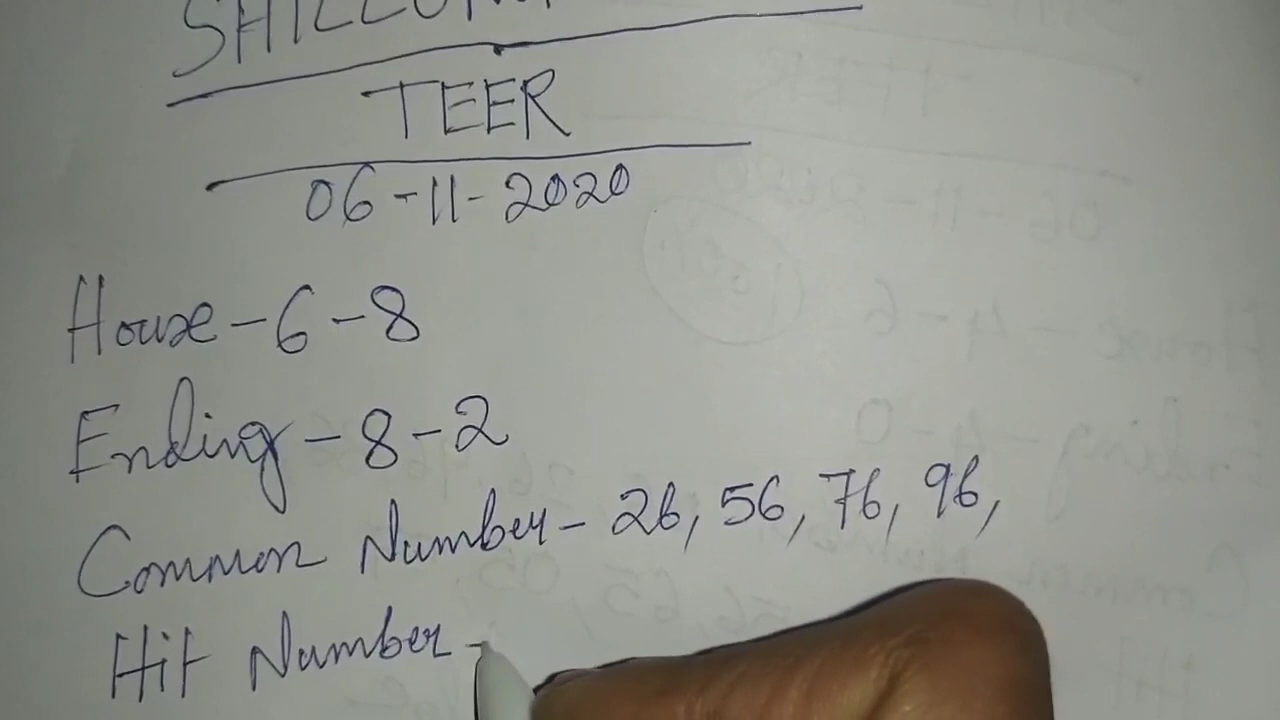 TEER
06-11-2020
House-6-8
Ending-8-2
Common Number-26, 56, 76, 96,
Hit Number-